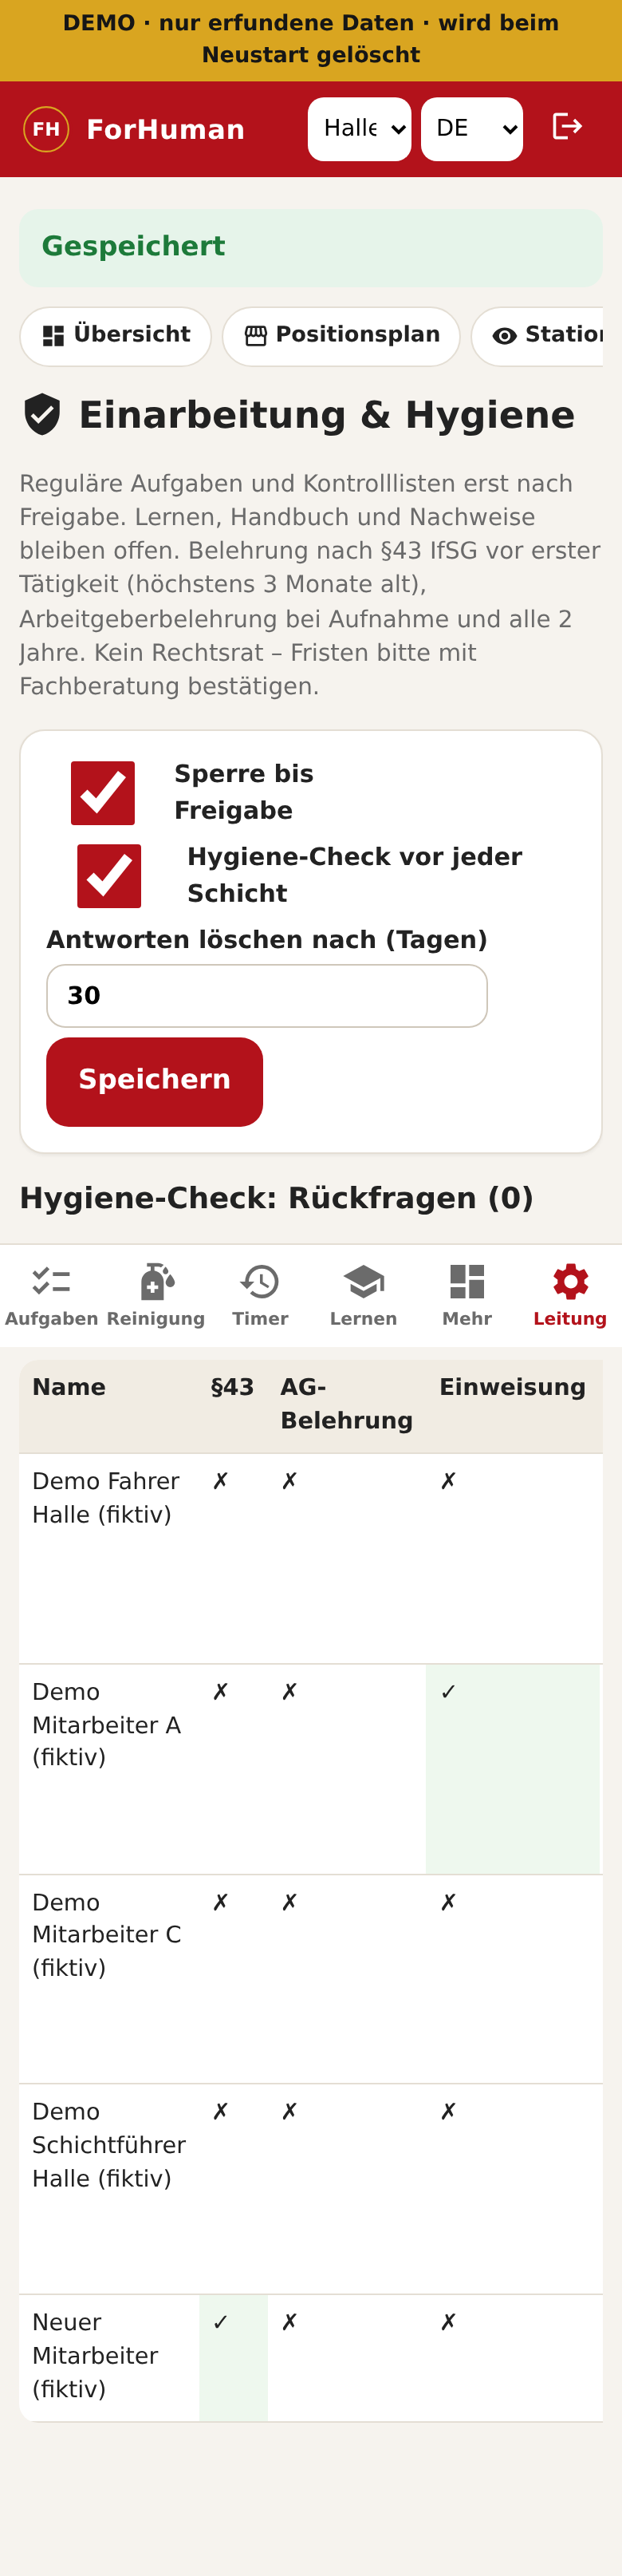 DEMO · nur erfundene Daten · wird beim
Neustart gelöscht
FH ForHuman Halle DE
Gespeichert
Übersicht Positionsplan
Einarbeitung & Hygiene
Reguläre Aufgaben und Kontrolllisten erst nach
Freigabe. Lernen, Handbuch und Nachweise
bleiben offen. Belehrung nach §43 IfSG vor erster
Tätigkeit (höchstens 3 Monate alt),
Arbeitgeberbelehrung bei Aufnahme und alle 2
Jahre. Kein Rechtsrat – Fristen bitte mit
Fachberatung bestätigen.
Sperre bis
Freigabe
Hygiene-Check vor jeder
Schicht
Antworten löschen nach (Tagen)
30
Speichern
Hygiene-Check: Rückfragen (0)
Aufgaben Reinigung Timer Lernen Mehr Leitung
Name §43 AG-
Belehrung Einweisung
Demo Fahrer
Halle (fiktiv) ✗ ✗ ✗
Demo
Mitarbeiter A
(fiktiv) ✗ ✗ ✓
Demo
Mitarbeiter C
(fiktiv) ✗ ✗ ✗
Demo
Schichtführer
Halle (fiktiv) ✗ ✗ ✗
Neuer
Mitarbeiter
(fiktiv) ✓ ✗ ✗